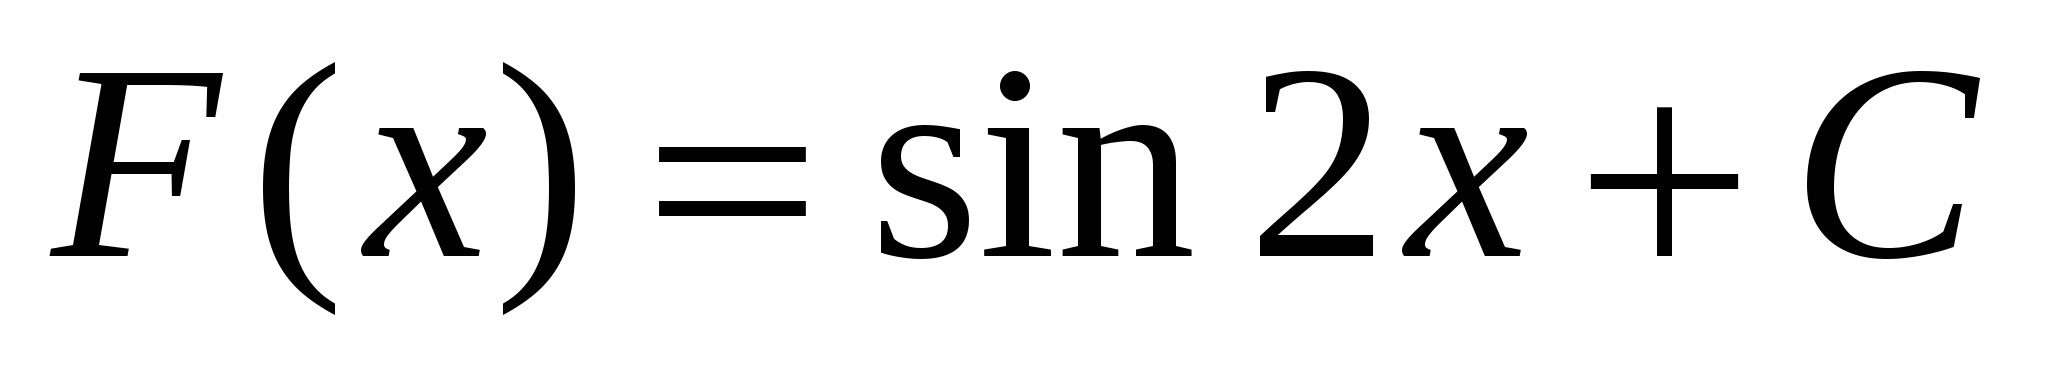 F(x) = sin 2x + C